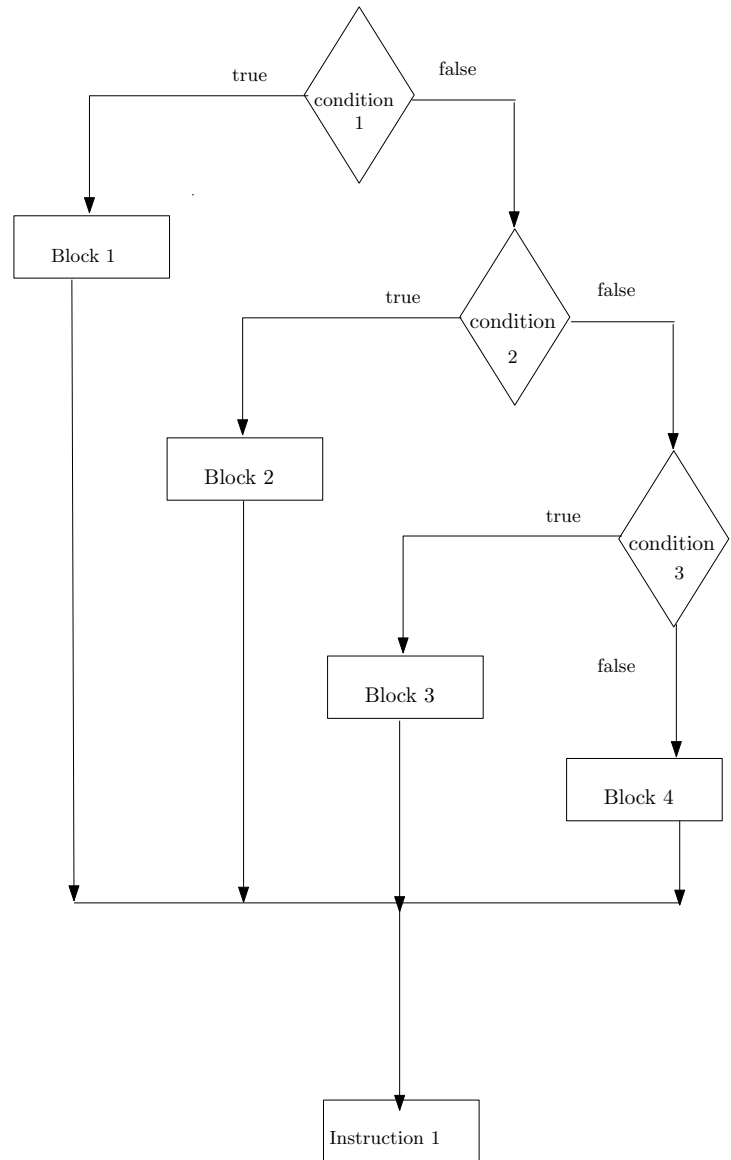 true
false
condition
1
Block 1
true
false
condition
2
Block 2
true
condition
3
false
Block 3
Block 4
Instruction 1